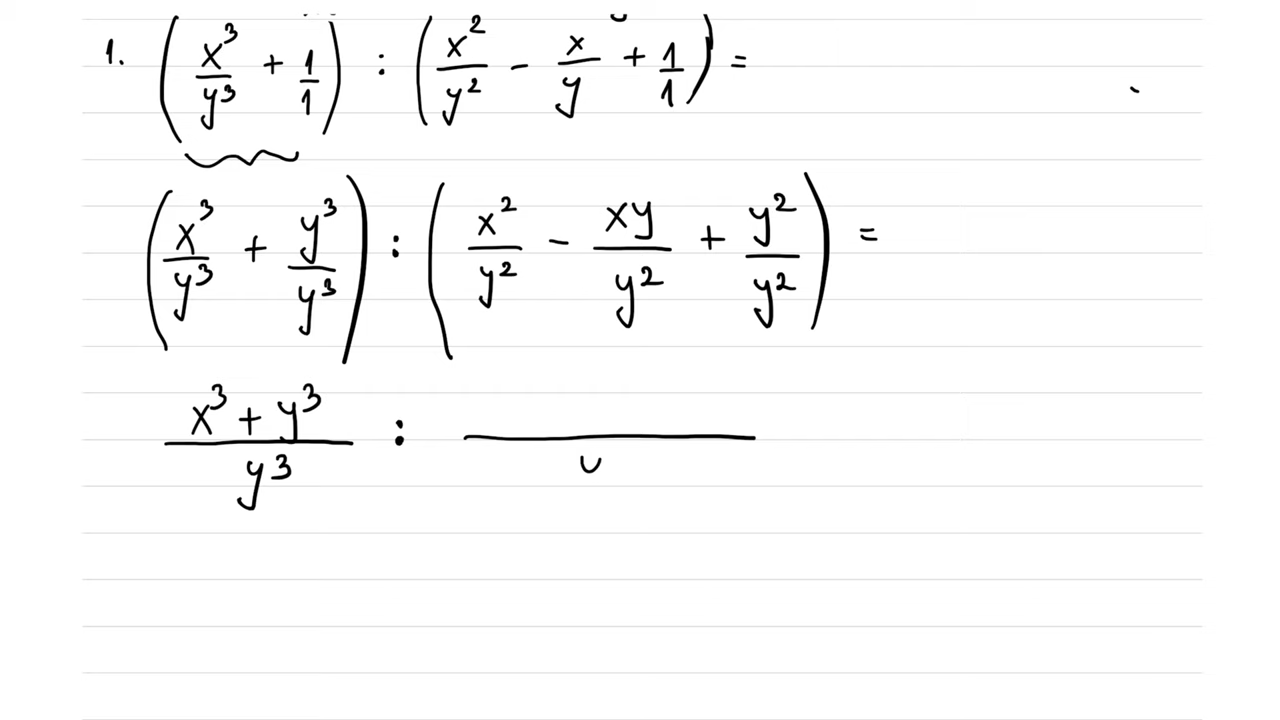 1. (x³/y³ + 1/1) : (x²/y² - x/y + 1/1) =
(x³/y³ + y³/y³) : (x²/y² - xy/y² + y²/y²) =
(x³ + y³)/y³ :